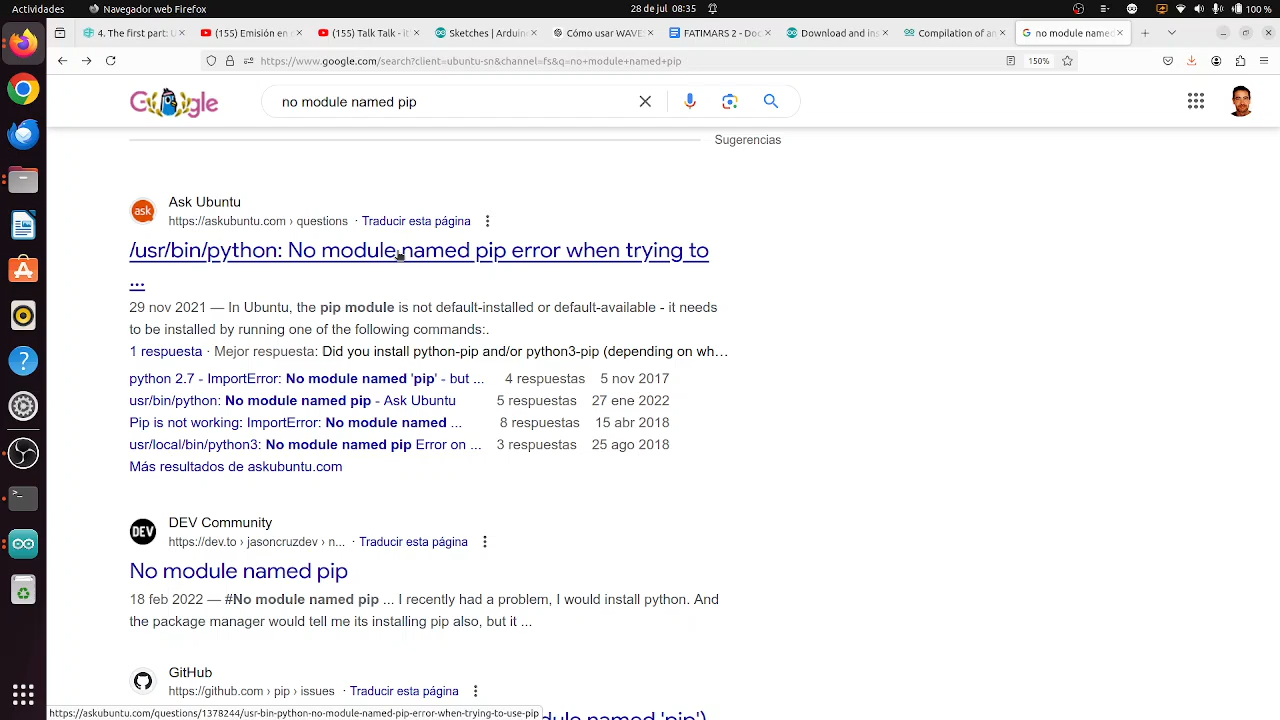 Actividades
Navegador web Firefox
28 de jul 08:35
100 %
4. The first part: U
(155) Emisión en
(155) Talk Talk - it
Sketches | Arduin
Cómo usar WAVE
FATIMARS 2 - Doc
Download and ins
Compilation of an
no module named
https://www.google.com/search?client=ubuntu-sn&channel=fs&q=no+module+named+pip
150%
Google
no module named pip
Sugerencias
ask
Ask Ubuntu
https://askubuntu.com › questions · Traducir esta página
/usr/bin/python: No module named pip error when trying to
...
29 nov 2021 — In Ubuntu, the pip module is not default-installed or default-available - it needs
to be installed by running one of the following commands:.
1 respuesta · Mejor respuesta: Did you install python-pip and/or python3-pip (depending on wh…
python 2.7 - ImportError: No module named 'pip' - but ... 4 respuestas 5 nov 2017
usr/bin/python: No module named pip - Ask Ubuntu 5 respuestas 27 ene 2022
Pip is not working: ImportError: No module named ... 8 respuestas 15 abr 2018
usr/local/bin/python3: No module named pip Error on ... 3 respuestas 25 ago 2018
Más resultados de askubuntu.com
DEV
DEV Community
https://dev.to › jasoncruzdev › n... · Traducir esta página
No module named pip
18 feb 2022 — #No module named pip ... I recently had a problem, I would install python. And
the package manager would tell me its installing pip also, but it ...
GitHub
https://github.com › pip › issues · Traducir esta página
dule named 'pip')
https://askubuntu.com/questions/1378244/usr-bin-python-no-module-named-pip-error-when-trying-to-use-pip